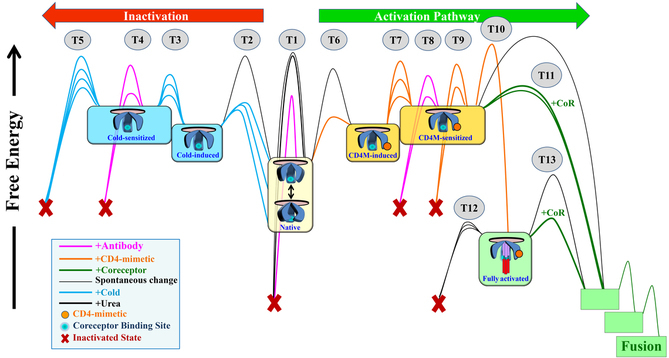 Inactivation
Activation Pathway
T5
T4
T3
T2
T1
T6
T7
T8
T9
T10
T11
+CoR
T13
+CoR
T12
Free Energy
Cold-sensitized
Cold-induced
Native
CD4M-induced
CD4M-sensitized
Fully activated
+Antibody
+CD4-mimetic
+Coreceptor
Spontaneous change
+Cold
+Urea
CD4-mimetic
Coreceptor Binding Site
Inactivated State
Fusion